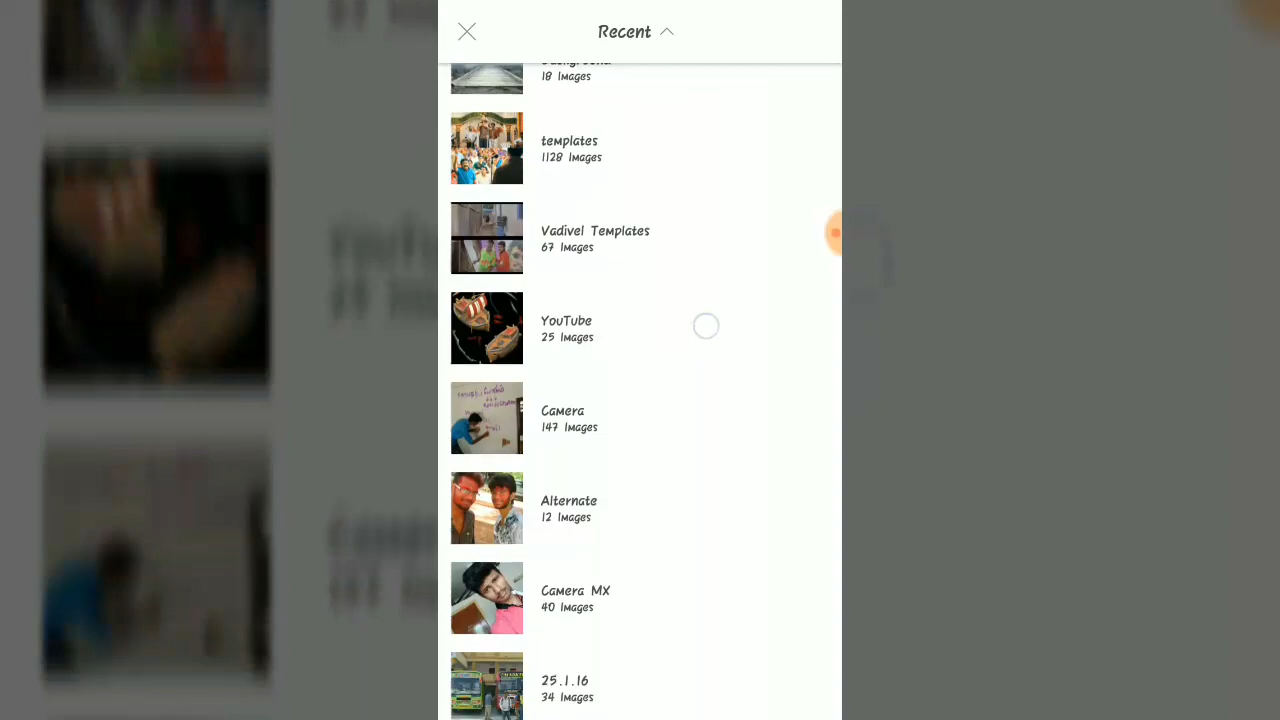 Recent
Background
18 Images
templates
1128 Images
Vadivel Templates
67 Images
YouTube
25 Images
Camera
147 Images
Alternate
12 Images
Camera MX
40 Images
25.1.16
34 Images